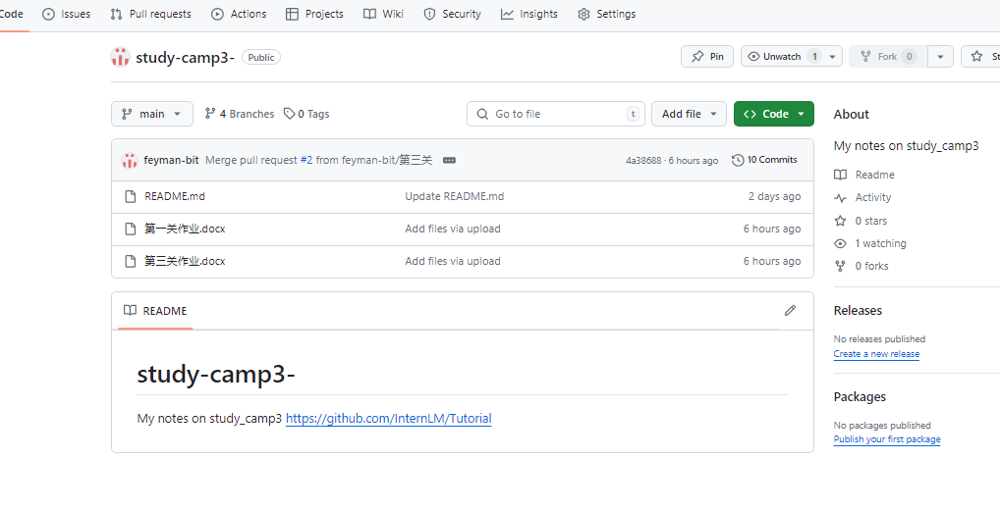 Code Issues Pull requests Actions Projects Wiki Security Insights Settings
study-camp3- Public Pin Unwatch 1 Fork 0
main 4 Branches 0 Tags Go to file t Add file Code
feyman-bit Merge pull request #2 from feyman-bit/第三关 4a38688 · 6 hours ago 10 Commits
README.md Update README.md 2 days ago
第一关作业.docx Add files via upload 6 hours ago
第三关作业.docx Add files via upload 6 hours ago
README
study-camp3-
My notes on study_camp3 https://github.com/InternLM/Tutorial
About
My notes on study_camp3
Readme
Activity
0 stars
1 watching
0 forks
Releases
No releases published
Create a new release
Packages
No packages published
Publish your first package